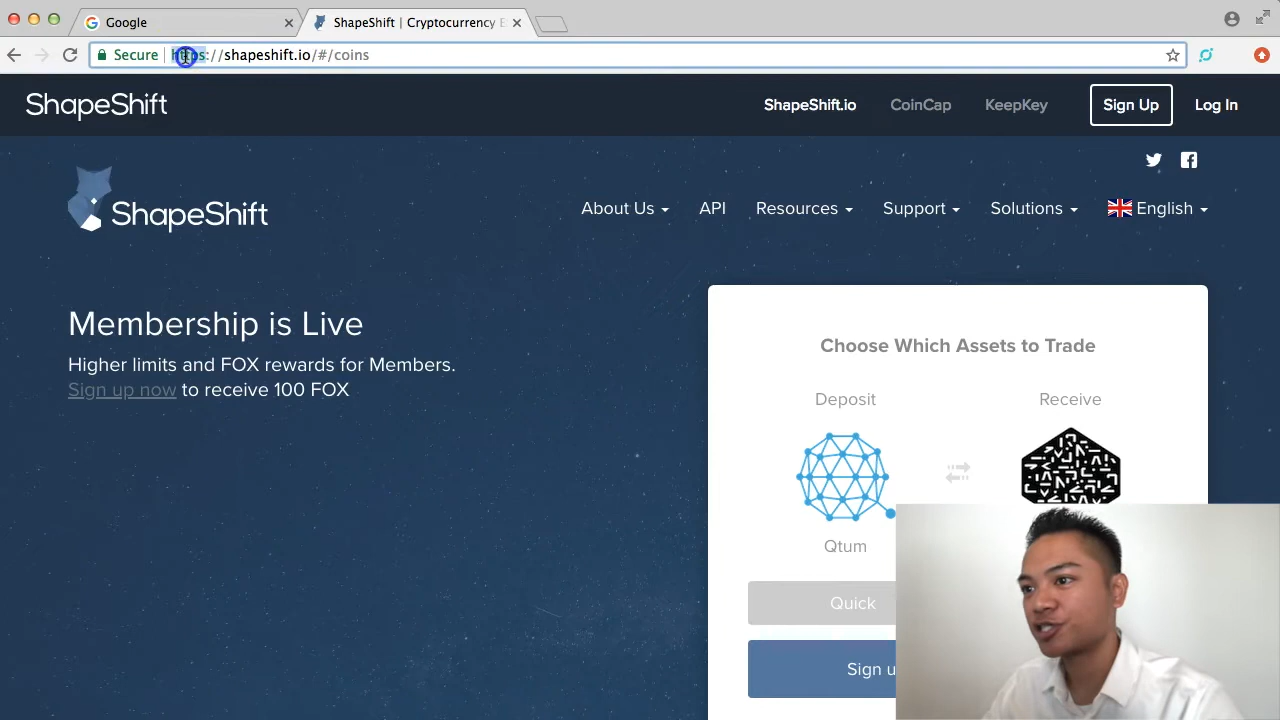 Google
ShapeShift | Cryptocurrency E
Secure
https://shapeshift.io/#/coins
ShapeShift
ShapeShift.io
CoinCap
KeepKey
Sign Up
Log In
ShapeShift
About Us
API
Resources
Support
Solutions
English
Membership is Live
Higher limits and FOX rewards for Members.
Sign up now to receive 100 FOX
Choose Which Assets to Trade
Deposit
Receive
Qtum
Quick
Sign u